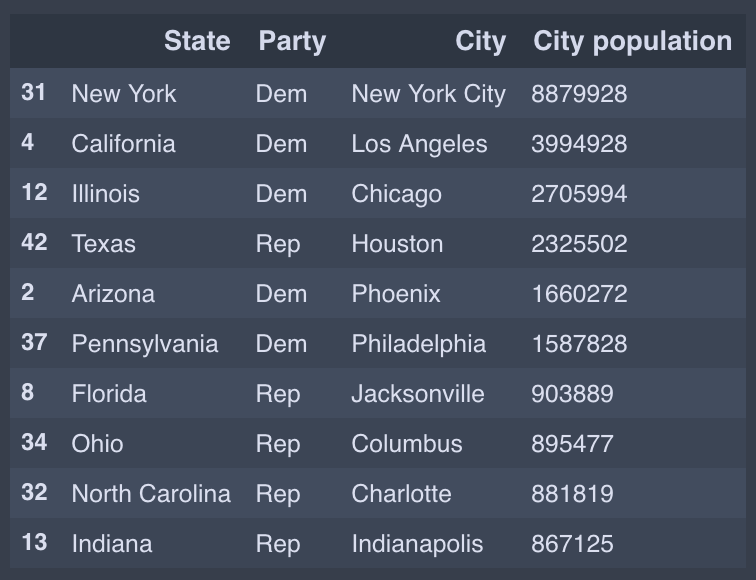 State Party City City population
31 New York Dem New York City 8879928
4 California Dem Los Angeles 3994928
12 Illinois Dem Chicago 2705994
42 Texas Rep Houston 2325502
2 Arizona Dem Phoenix 1660272
37 Pennsylvania Dem Philadelphia 1587828
8 Florida Rep Jacksonville 903889
34 Ohio Rep Columbus 895477
32 North Carolina Rep Charlotte 881819
13 Indiana Rep Indianapolis 867125